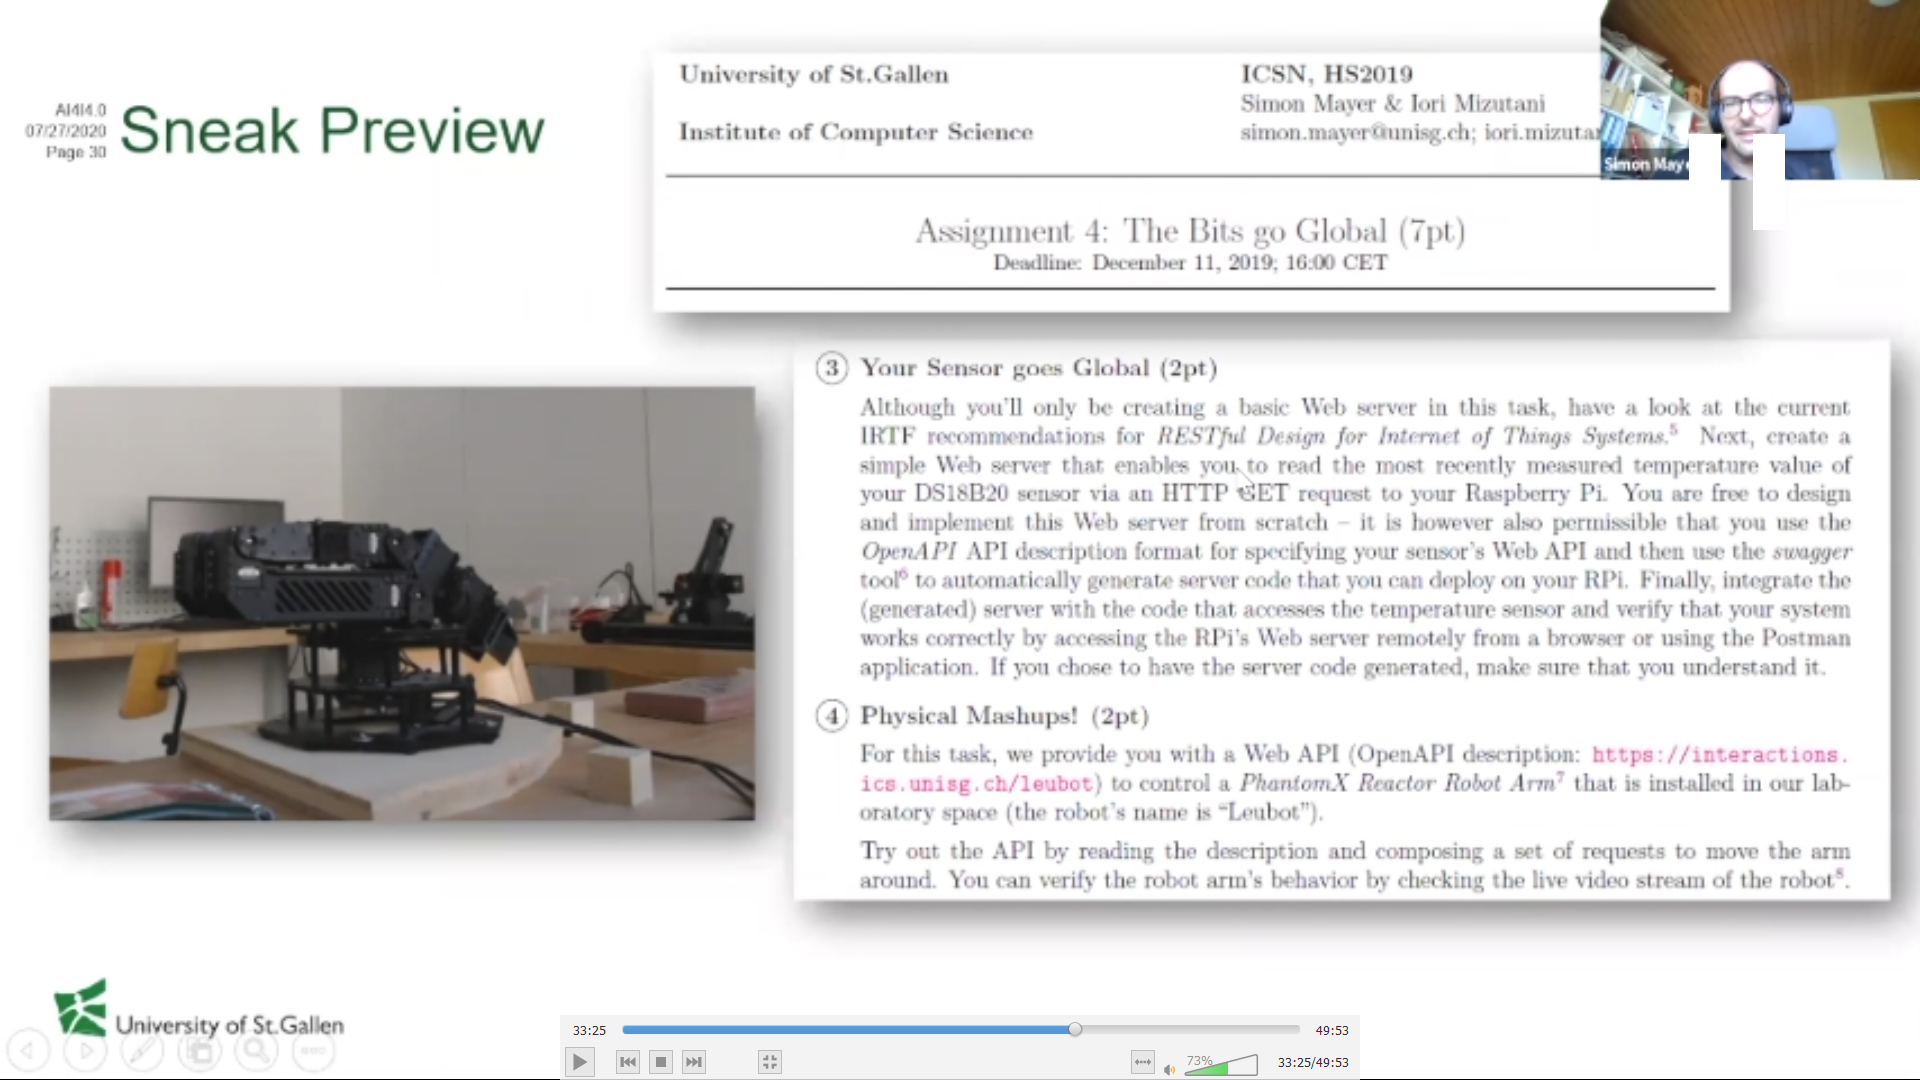 AI4I4.0
07/27/2020
Page 30
Sneak Preview
University of St.Gallen
ICSN, HS2019
Simon Mayer & Iori Mizutani
Institute of Computer Science
simon.mayer@unisg.ch; iori.mizuta
Simon May
Assignment 4: The Bits go Global (7pt)
Deadline: December 11, 2019; 16:00 CET
3 Your Sensor goes Global (2pt)
Although you'll only be creating a basic Web server in this task, have a look at the current
IRTF recommendations for RESTful Design for Internet of Things Systems.5 Next, create a
simple Web server that enables you to read the most recently measured temperature value of
your DS18B20 sensor via an HTTP GET request to your Raspberry Pi. You are free to design
and implement this Web server from scratch – it is however also permissible that you use the
OpenAPI API description format for specifying your sensor's Web API and then use the swagger
tool6 to automatically generate server code that you can deploy on your RPi. Finally, integrate the
(generated) server with the code that accesses the temperature sensor and verify that your system
works correctly by accessing the RPi's Web server remotely from a browser or using the Postman
application. If you chose to have the server code generated, make sure that you understand it.
4 Physical Mashups! (2pt)
For this task, we provide you with a Web API (OpenAPI description: https://interactions.
ics.unisg.ch/leubot) to control a PhantomX Reactor Robot Arm7 that is installed in our lab-
oratory space (the robot's name is "Leubot").
Try out the API by reading the description and composing a set of requests to move the arm
around. You can verify the robot arm's behavior by checking the live video stream of the robot8.
University of St.Gallen
33:25
49:53
73%
33:25/49:53